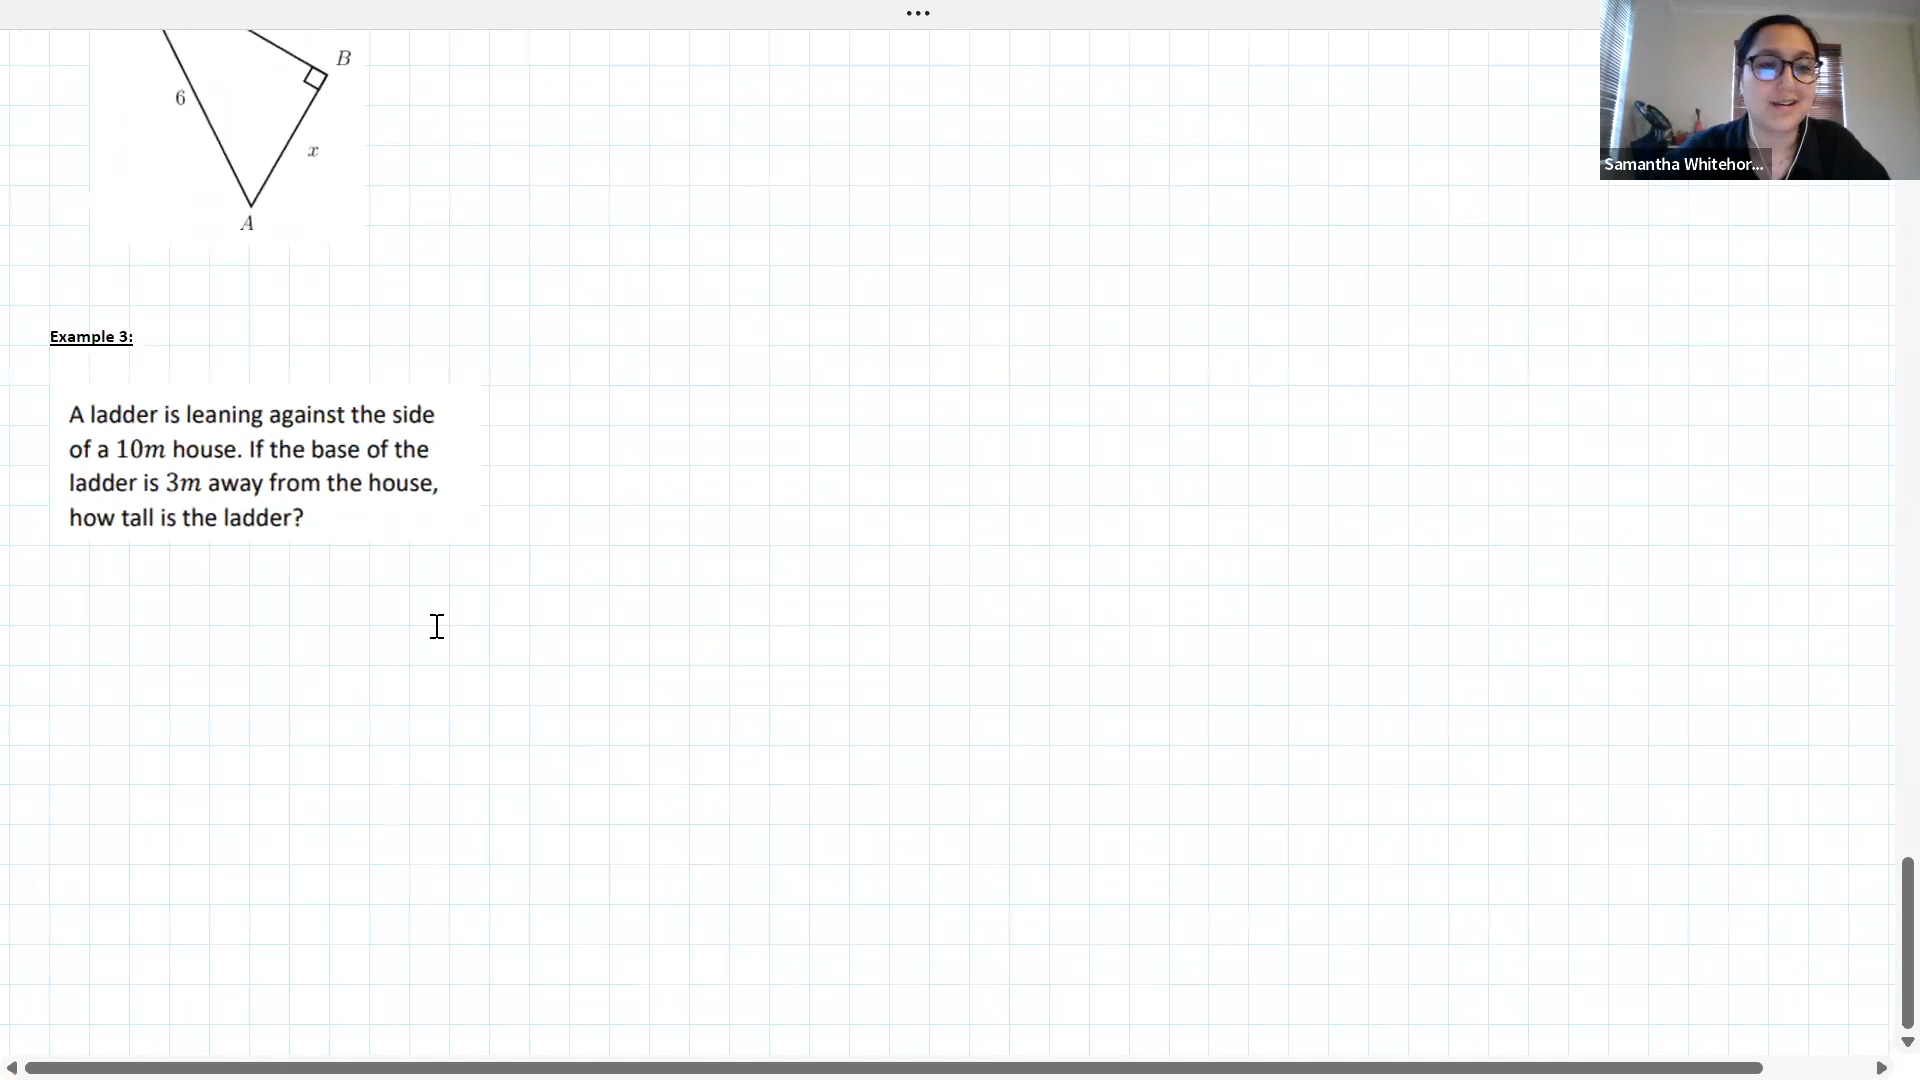 B
6
x
A
Samantha Whitehor...
Example 3:
A ladder is leaning against the side
of a 10m house. If the base of the
ladder is 3m away from the house,
how tall is the ladder?